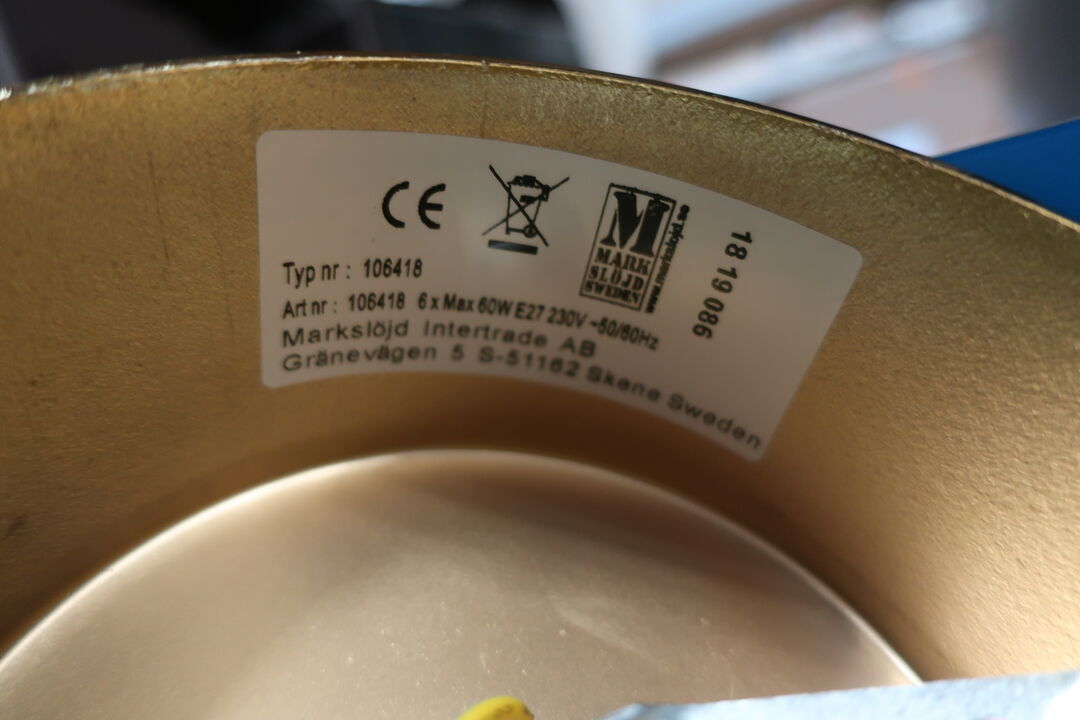 CE
M
MARK
SLÖJD
SWEDEN
www.markslojd.se
18 19 086
Typ nr : 106418
Art nr : 106418 6 x Max 60W E27 230V ~50/60Hz
Markslöjd Intertrade AB
Gränevägen 5 S-51162 Skene Sweden